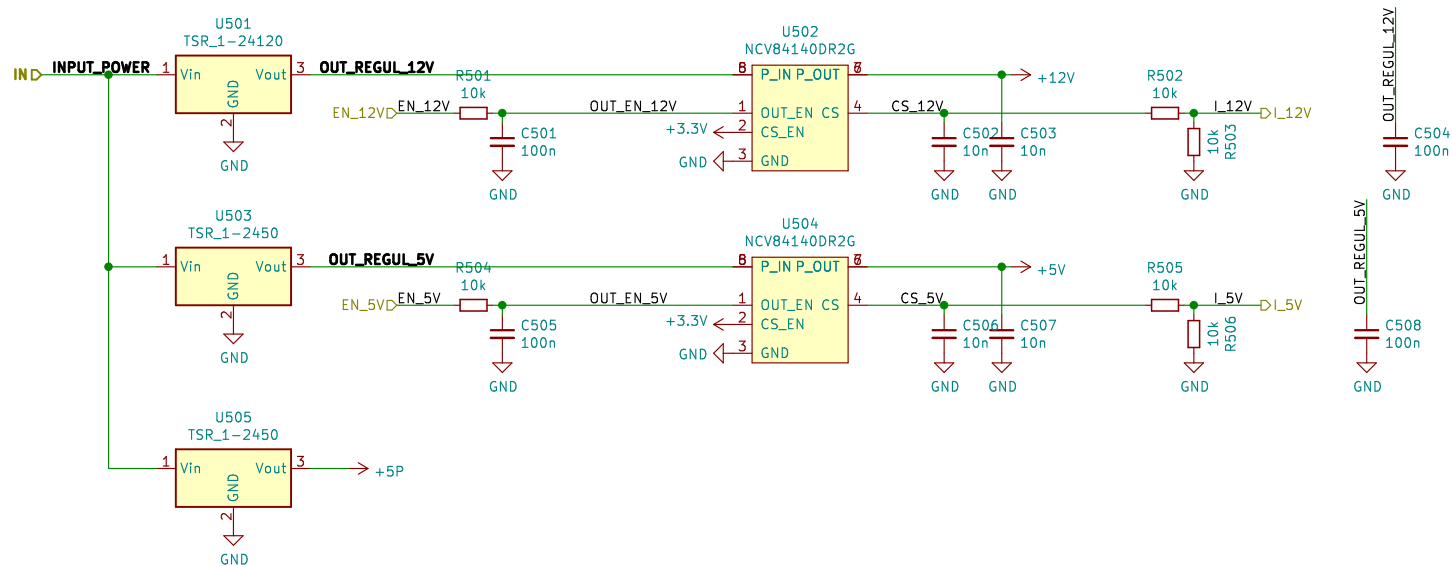 U501
TSR_1-24120
IN
INPUT_POWER
1
Vin
Vout
3
GND
2
GND
OUT_REGUL_12V
R501
10k
EN_12V
EN_12V
OUT_EN_12V
C501
100n
GND
U502
NCV84140DR2G
P_IN
P_OUT
1
OUT_EN
CS
4
+3.3V
2
CS_EN
GND
3
GND
+12V
CS_12V
C502
10n
GND
C503
10n
GND
R502
10k
I_12V
I_12V
10k
R503
GND
OUT_REGUL_12V
C504
100n
GND
U503
TSR_1-2450
1
Vin
Vout
3
GND
2
GND
OUT_REGUL_5V
R504
10k
EN_5V
EN_5V
OUT_EN_5V
C505
100n
GND
U504
NCV84140DR2G
P_IN
P_OUT
1
OUT_EN
CS
4
+3.3V
2
CS_EN
GND
3
GND
+5V
CS_5V
C506
10n
GND
C507
10n
GND
R505
10k
I_5V
I_5V
10k
R506
GND
OUT_REGUL_5V
C508
100n
GND
U505
TSR_1-2450
1
Vin
Vout
3
GND
2
GND
+5P